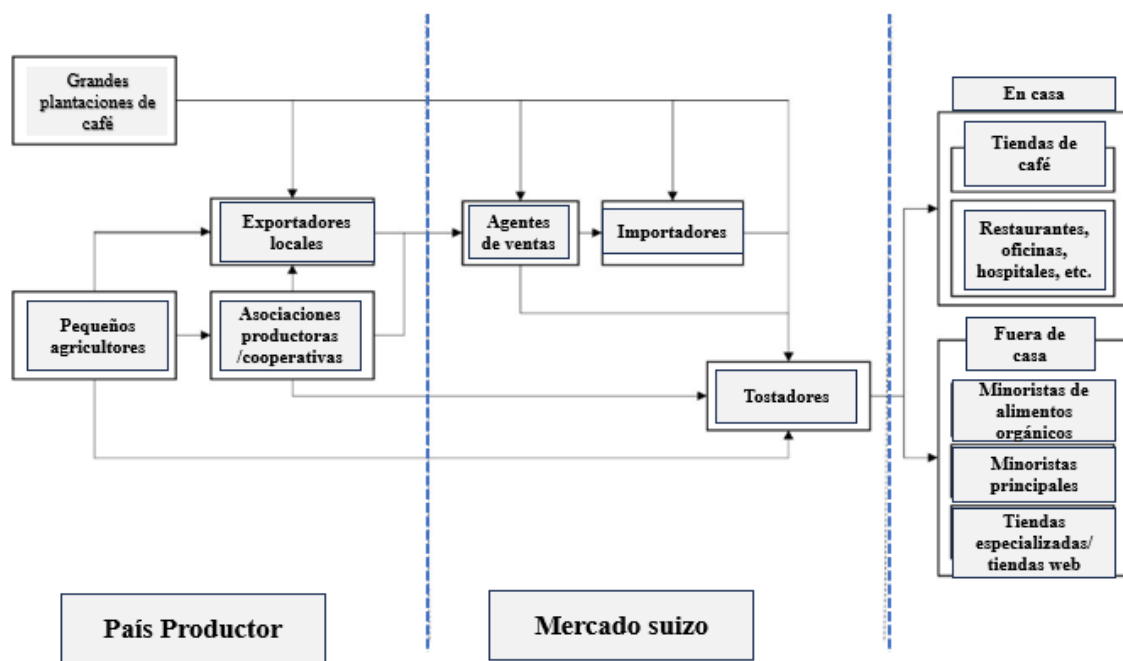 Grandes
plantaciones de
café
Exportadores
locales
Pequeños
agricultores
Asociaciones
productoras
/cooperativas
País Productor
Agentes
de ventas
Importadores
Tostadores
Mercado suizo
En casa
Tiendas de
café
Restaurantes,
oficinas,
hospitales, etc.
Fuera de
casa
Minoristas de
alimentos
orgánicos
Minoristas
principales
Tiendas
especializadas/
tiendas web